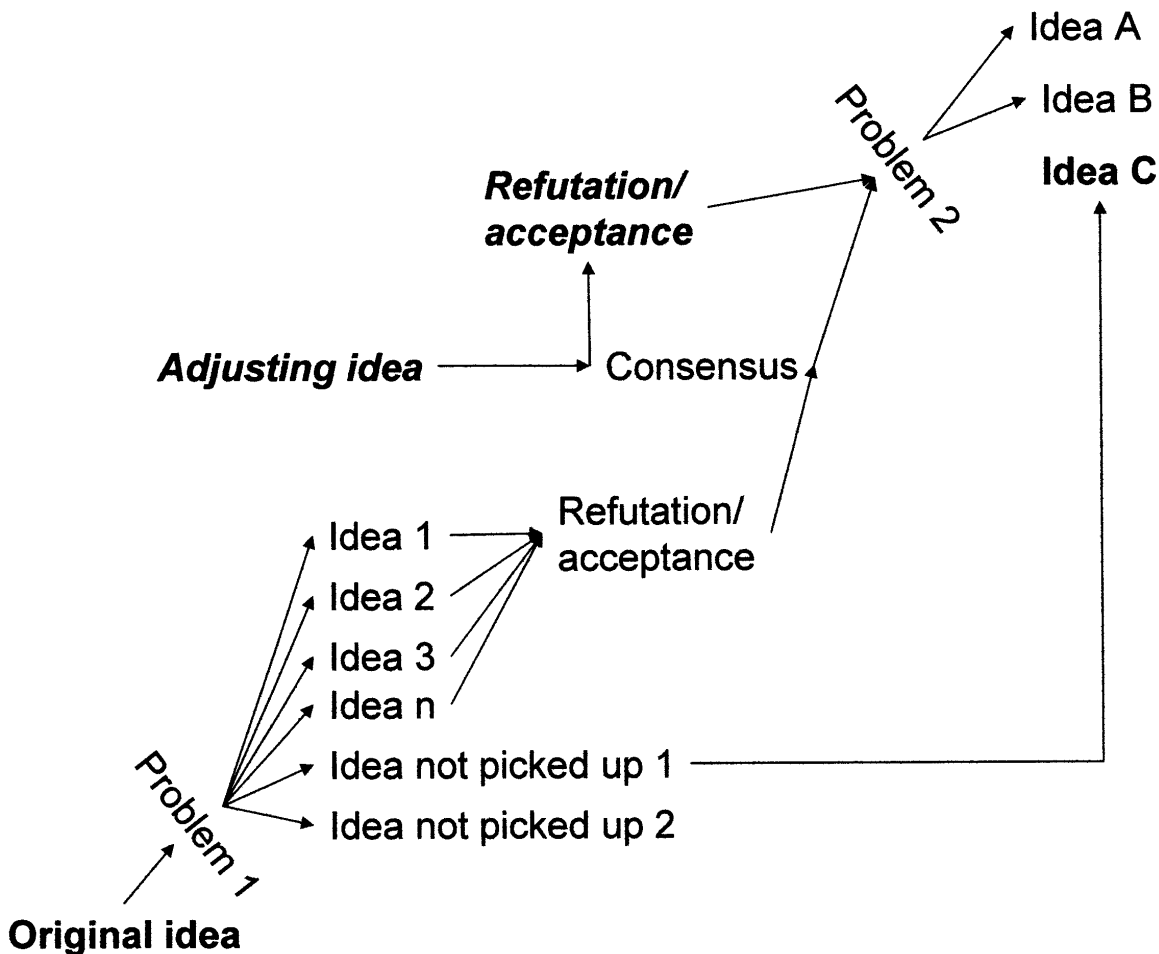 Idea A
Idea B
Problem 2
Idea C
Refutation/
acceptance
Adjusting idea
Consensus
Refutation/
acceptance
Idea 1
Idea 2
Idea 3
Idea n
Idea not picked up 1
Idea not picked up 2
Problem 1
Original idea